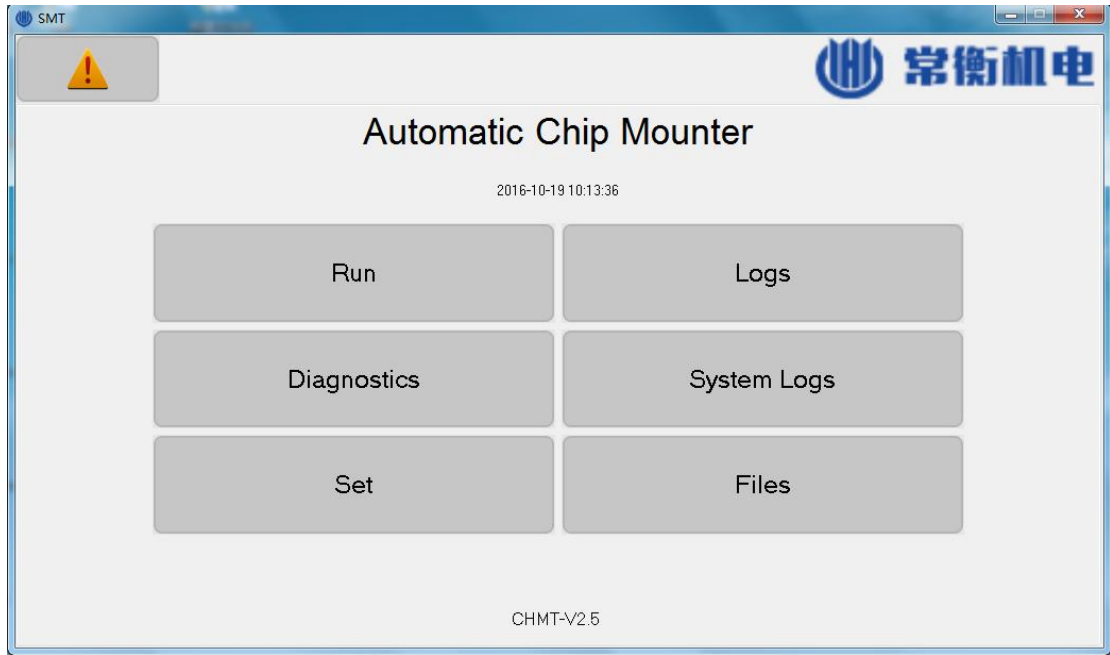 SMT
常衡机电
Automatic Chip Mounter
2016-10-19 10:13:36
Run
Logs
Diagnostics
System Logs
Set
Files
CHMT-V2.5